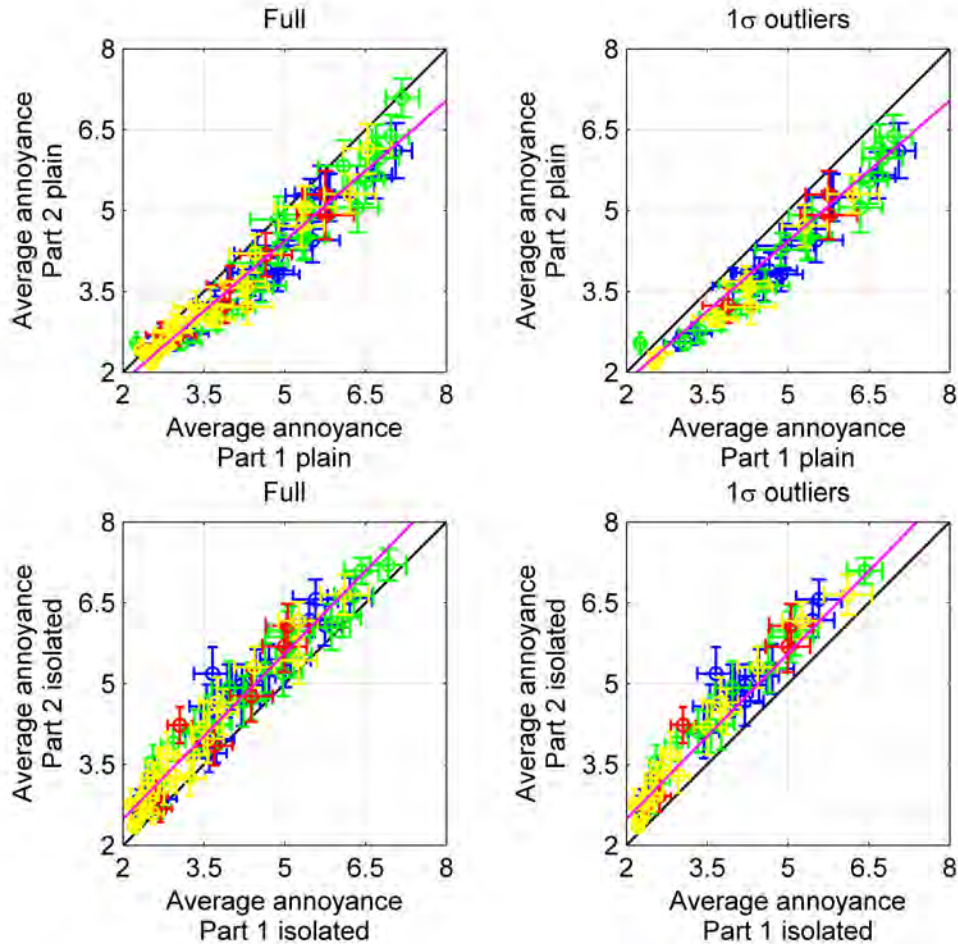 Full
1σ outliers
8
6.5
5
3.5
2
Average annoyance
Part 2 plain
2 3.5 5 6.5 8
Average annoyance
Part 1 plain
8
6.5
5
3.5
2
Average annoyance
Part 2 plain
2 3.5 5 6.5 8
Average annoyance
Part 1 plain
Full
1σ outliers
8
6.5
5
3.5
2
Average annoyance
Part 2 isolated
2 3.5 5 6.5 8
Average annoyance
Part 1 isolated
8
6.5
5
3.5
2
Average annoyance
Part 2 isolated
2 3.5 5 6.5 8
Average annoyance
Part 1 isolated